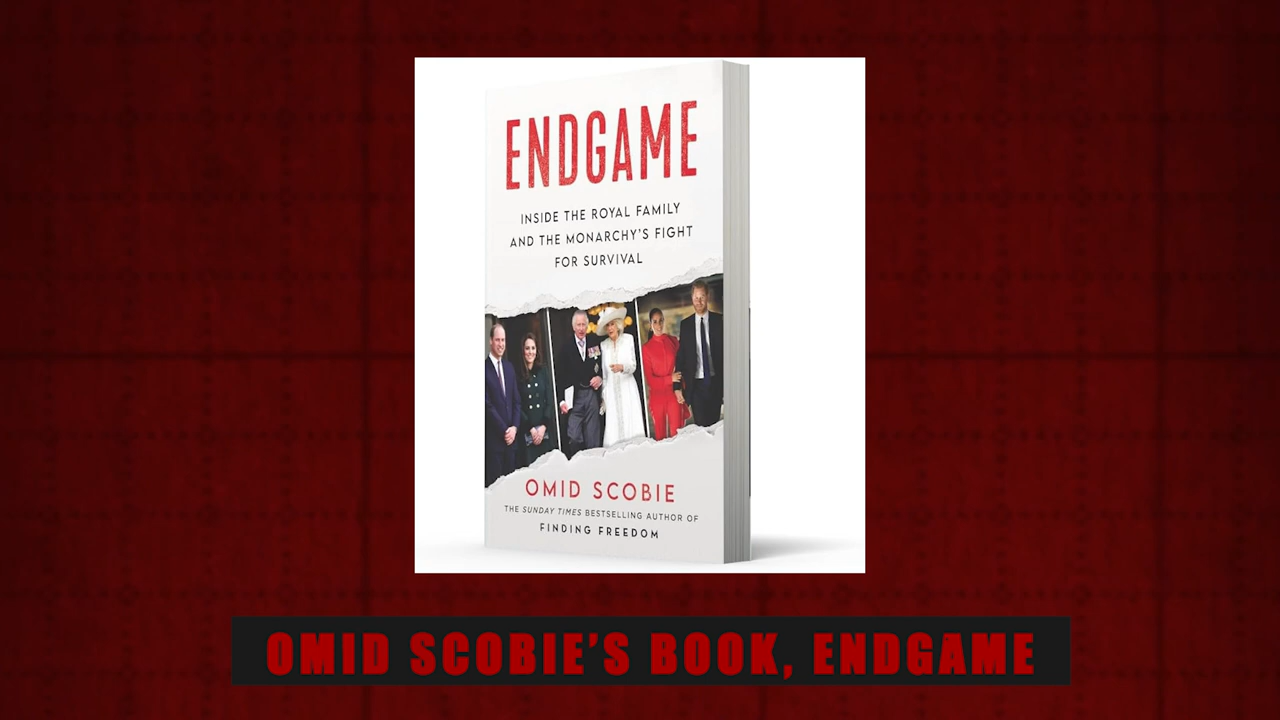 ENDGAME
INSIDE THE ROYAL FAMILY
AND THE MONARCHY'S FIGHT
FOR SURVIVAL
OMID SCOBIE
THE SUNDAY TIMES BESTSELLING AUTHOR OF
FINDING FREEDOM
OMID SCOBIE’S BOOK, ENDGAME